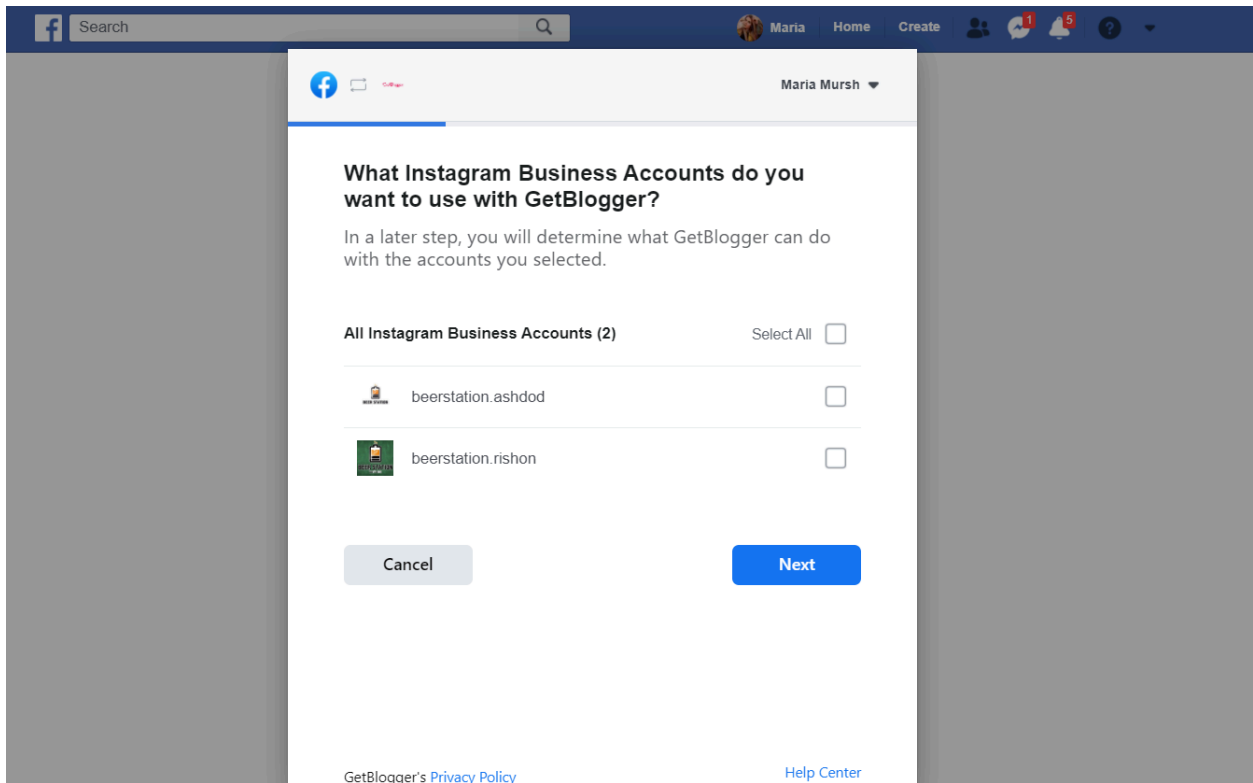 Search
Maria
Home
Create
1
5
?
Maria Mursh
What Instagram Business Accounts do you
want to use with GetBlogger?
In a later step, you will determine what GetBlogger can do
with the accounts you selected.
All Instagram Business Accounts (2)
Select All
beerstation.ashdod
beerstation.rishon
Cancel
Next
GetBlogger's Privacy Policy
Help Center